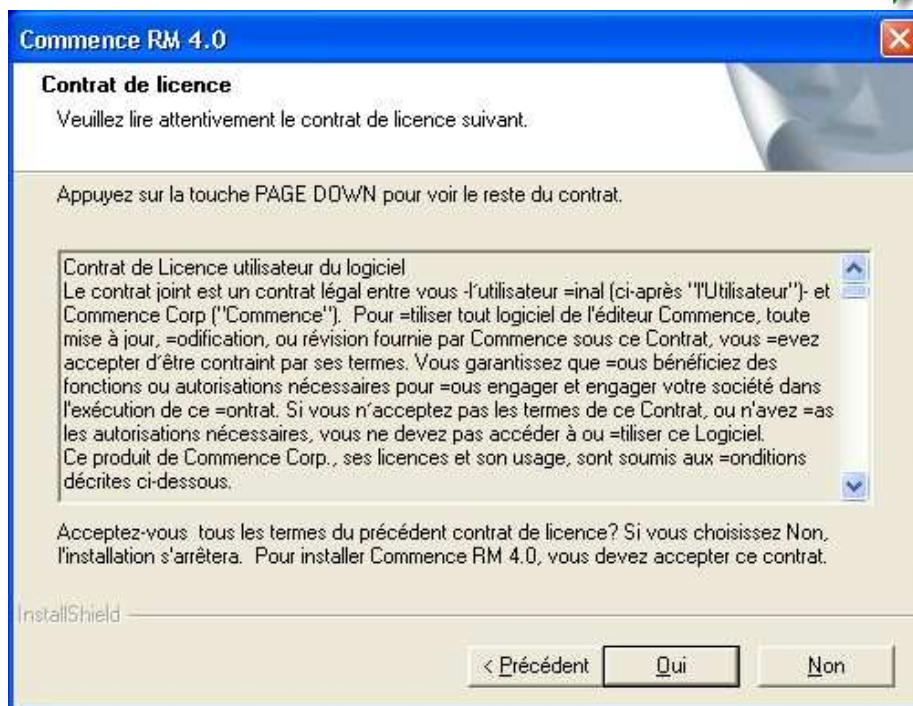 Commence RM 4.0
Contrat de licence
Veuillez lire attentivement le contrat de licence suivant.
Appuyez sur la touche PAGE DOWN pour voir le reste du contrat.
Contrat de Licence utilisateur du logiciel
Le contrat joint est un contrat légal entre vous -l´utilisateur =inal (ci-après "l'Utilisateur")- et
Commence Corp ("Commence").  Pour =tiliser tout logiciel de l'éditeur Commence, toute
mise à jour, =odification, ou révision fournie par Commence sous ce Contrat, vous =evez
accepter d´être contraint par ses termes. Vous garantissez que =ous bénéficiez des
fonctions ou autorisations nécessaires pour =ous engager et engager votre société dans
l'exécution de ce =ontrat. Si vous n´acceptez pas les termes de ce Contrat, ou n'avez =as
les autorisations nécessaires, vous ne devez pas accéder à ou =tiliser ce Logiciel.
Ce produit de Commence Corp., ses licences et son usage, sont soumis aux =onditions
décrites ci-dessous.
Acceptez-vous  tous les termes du précédent contrat de licence? Si vous choisissez Non,
l'installation s'arrêtera.  Pour installer Commence RM 4.0, vous devez accepter ce contrat.
InstallShield
< Précédent
Oui
Non